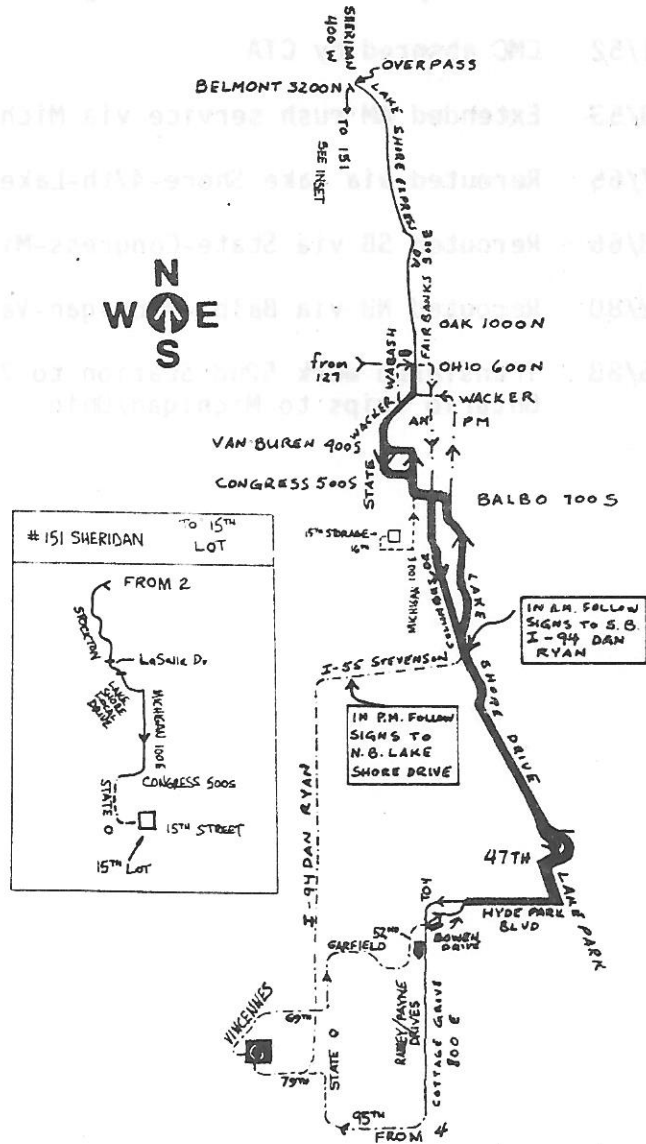 SHERIDAN
400 W
OVERPASS
BELMONT 3200N
TO 151
SEE INSET
LAKE SHORE EXPRESS DR
N
W E
S
FAIRBANKS 300E
OAK 1000N
from 127
OHIO 600N
WABASH
WACKER
WACKER
AM
PM
VAN BUREN 400S
STATE
CONGRESS 500S
BALBO 700S
15TH STORAGE
16TH
MICHIGAN 100E
COLUMBUS DR
LAKE
SHORE DRIVE
IN A.M. FOLLOW
SIGNS TO S.B.
I-94 DAN
RYAN
I-55 STEVENSON
IN P.M. FOLLOW
SIGNS TO
N.B. LAKE
SHORE DRIVE
# 151 SHERIDAN
TO 15TH
LOT
FROM 2
STOCKTON
LaSalle Dr.
LAKE
SHORE
LOCAL
DRIVE
MICHIGAN 100E
CONGRESS 500S
STATE
O
15TH STREET
15TH LOT
I-94 DAN RYAN
47TH
LAKE PARK
TO 4
HYDE PARK
BLVD
BOWEN
DRIVE
52ND
GARFIELD
RAINEY/PAYNE
DRIVES
COTTAGE GROVE
800 E
VINCENNES
69TH
STATE O
79TH
95TH
FROM 4